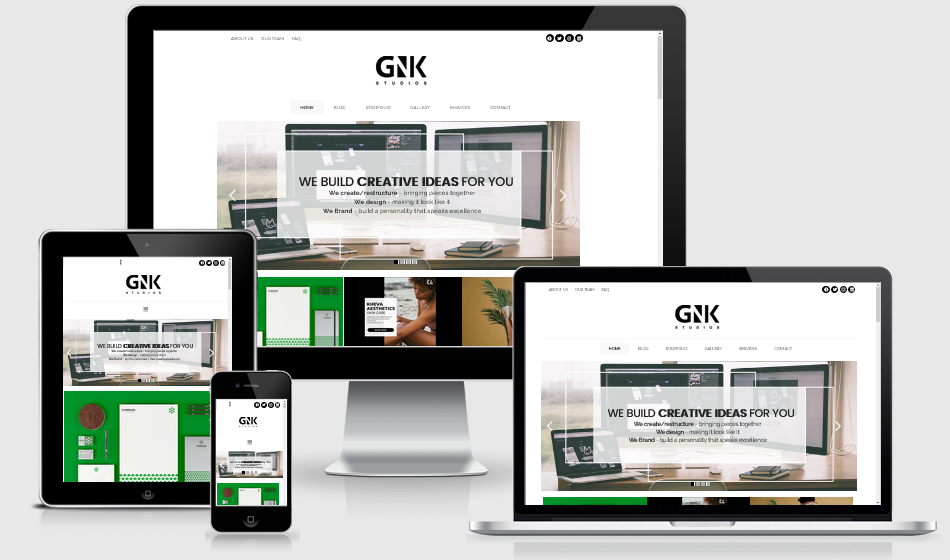 ABOUT US OUR TEAM FAQ
GNK
STUDIOS
HOME BLOG PORTFOLIO GALLERY SERVICES CONTACT
WE BUILD CREATIVE IDEAS FOR YOU
We create/restructure - bringing pieces together
We design - making it look like it
We Brand - build a personality that speaks excellence
KHEVA
AESTHETICS
SKIN CARE
GNK
STUDIOS
WE BUILD CREATIVE IDEAS FOR YOU
We create/restructure - bringing pieces together
We design - making it look like it
We Brand - build a personality that speaks excellence
GNK
STUDIOS
ABOUT US OUR TEAM FAQ
GNK
STUDIOS
HOME BLOG PORTFOLIO GALLERY SERVICES CONTACT
WE BUILD CREATIVE IDEAS FOR YOU
We create/restructure - bringing pieces together
We design - making it look like it
We Brand - build a personality that speaks excellence